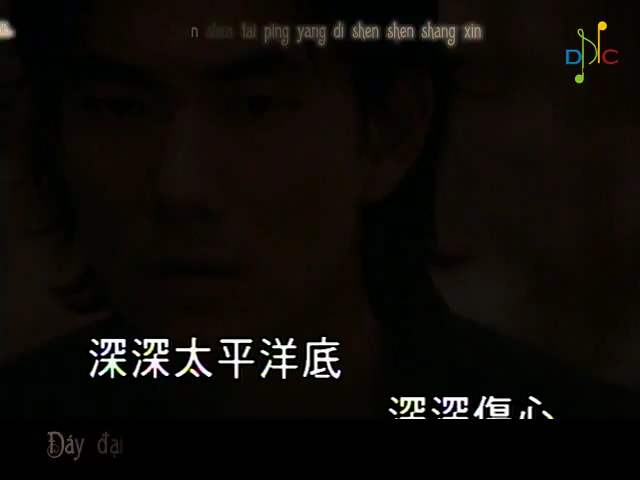 n shen tai ping yang di shen shen shang xin
D C
深深太平洋底
深深傷心
Đáy đại